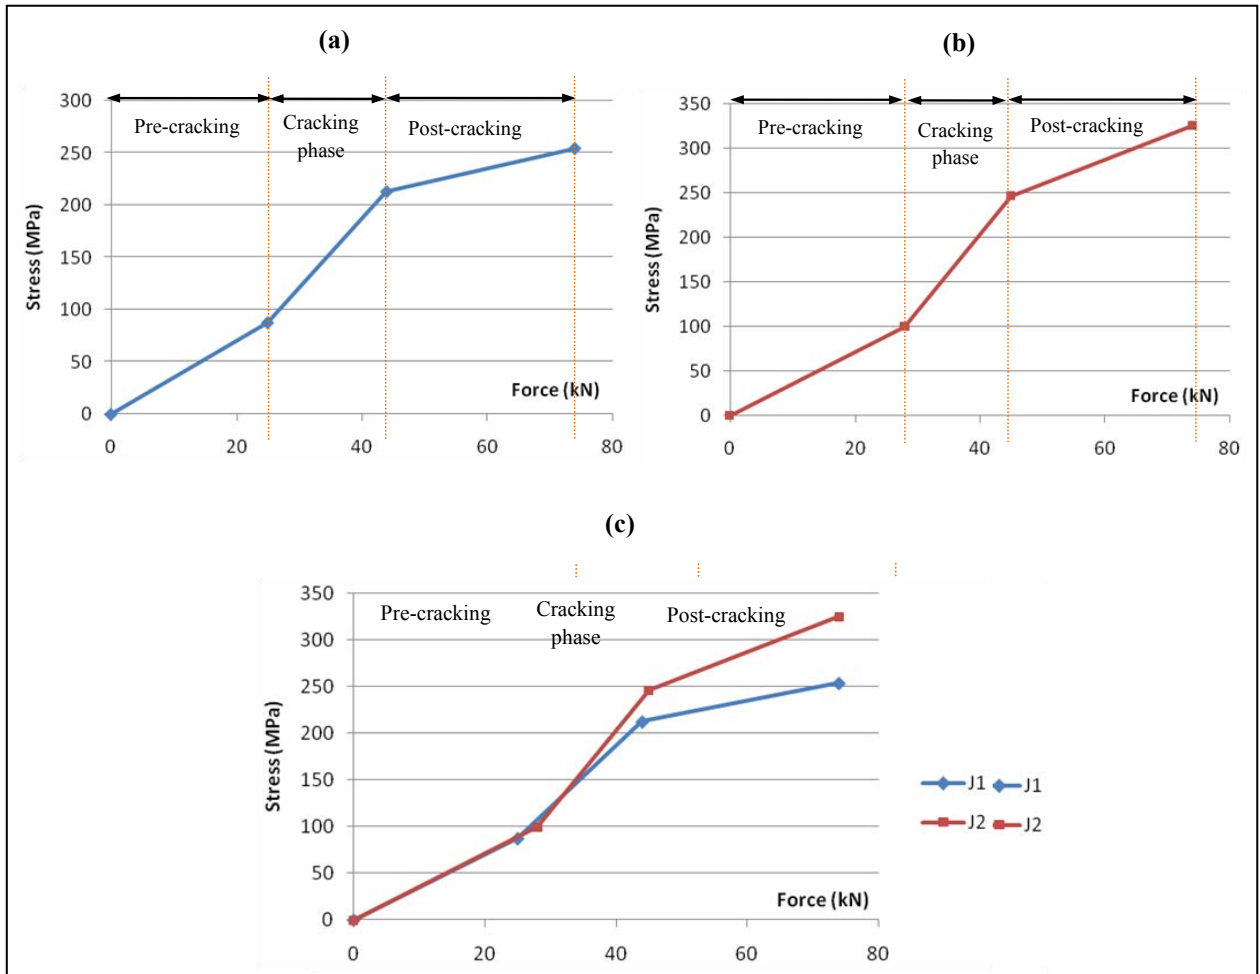 (a)
300
250
200
150
100
50
0
Stress (MPa)
Pre-cracking
Cracking
phase
Post-cracking
Force (kN)
0 20 40 60 80
(b)
350
300
250
200
150
100
50
0
Stress (MPa)
Pre-cracking
Cracking
phase
Post-cracking
Force (kN)
0 20 40 60 80
(c)
350
300
250
200
150
100
50
0
Stress (MPa)
Pre-cracking
Cracking
phase
Post-cracking
Force (kN)
0 20 40 60 80
J1 J1
J2 J2